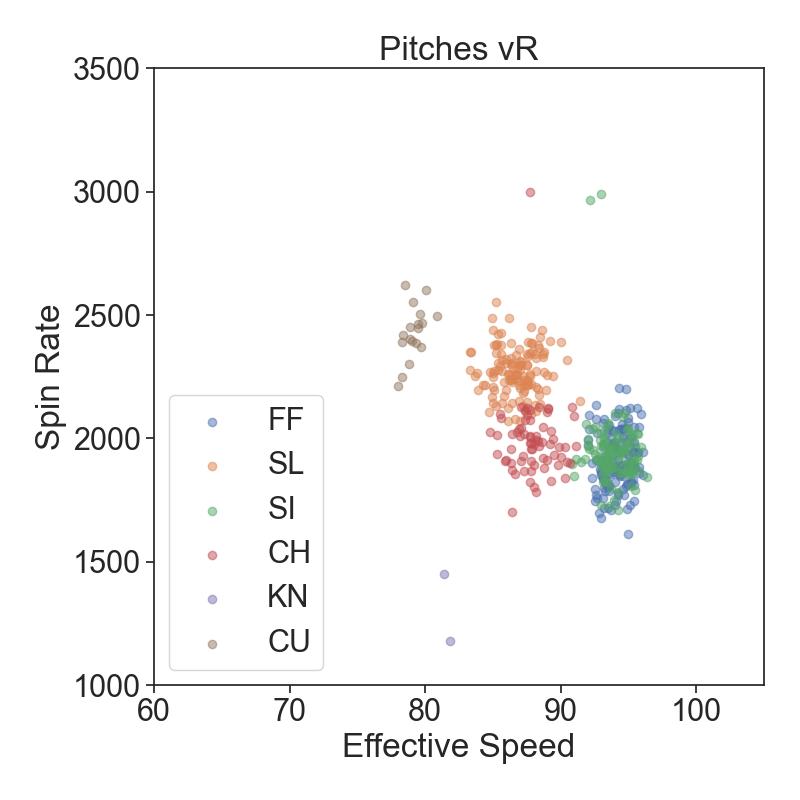 Pitches vR
3500
3000
2500
2000
1500
1000
Spin Rate
FF
SL
SI
CH
KN
CU
60 70 80 90 100
Effective Speed